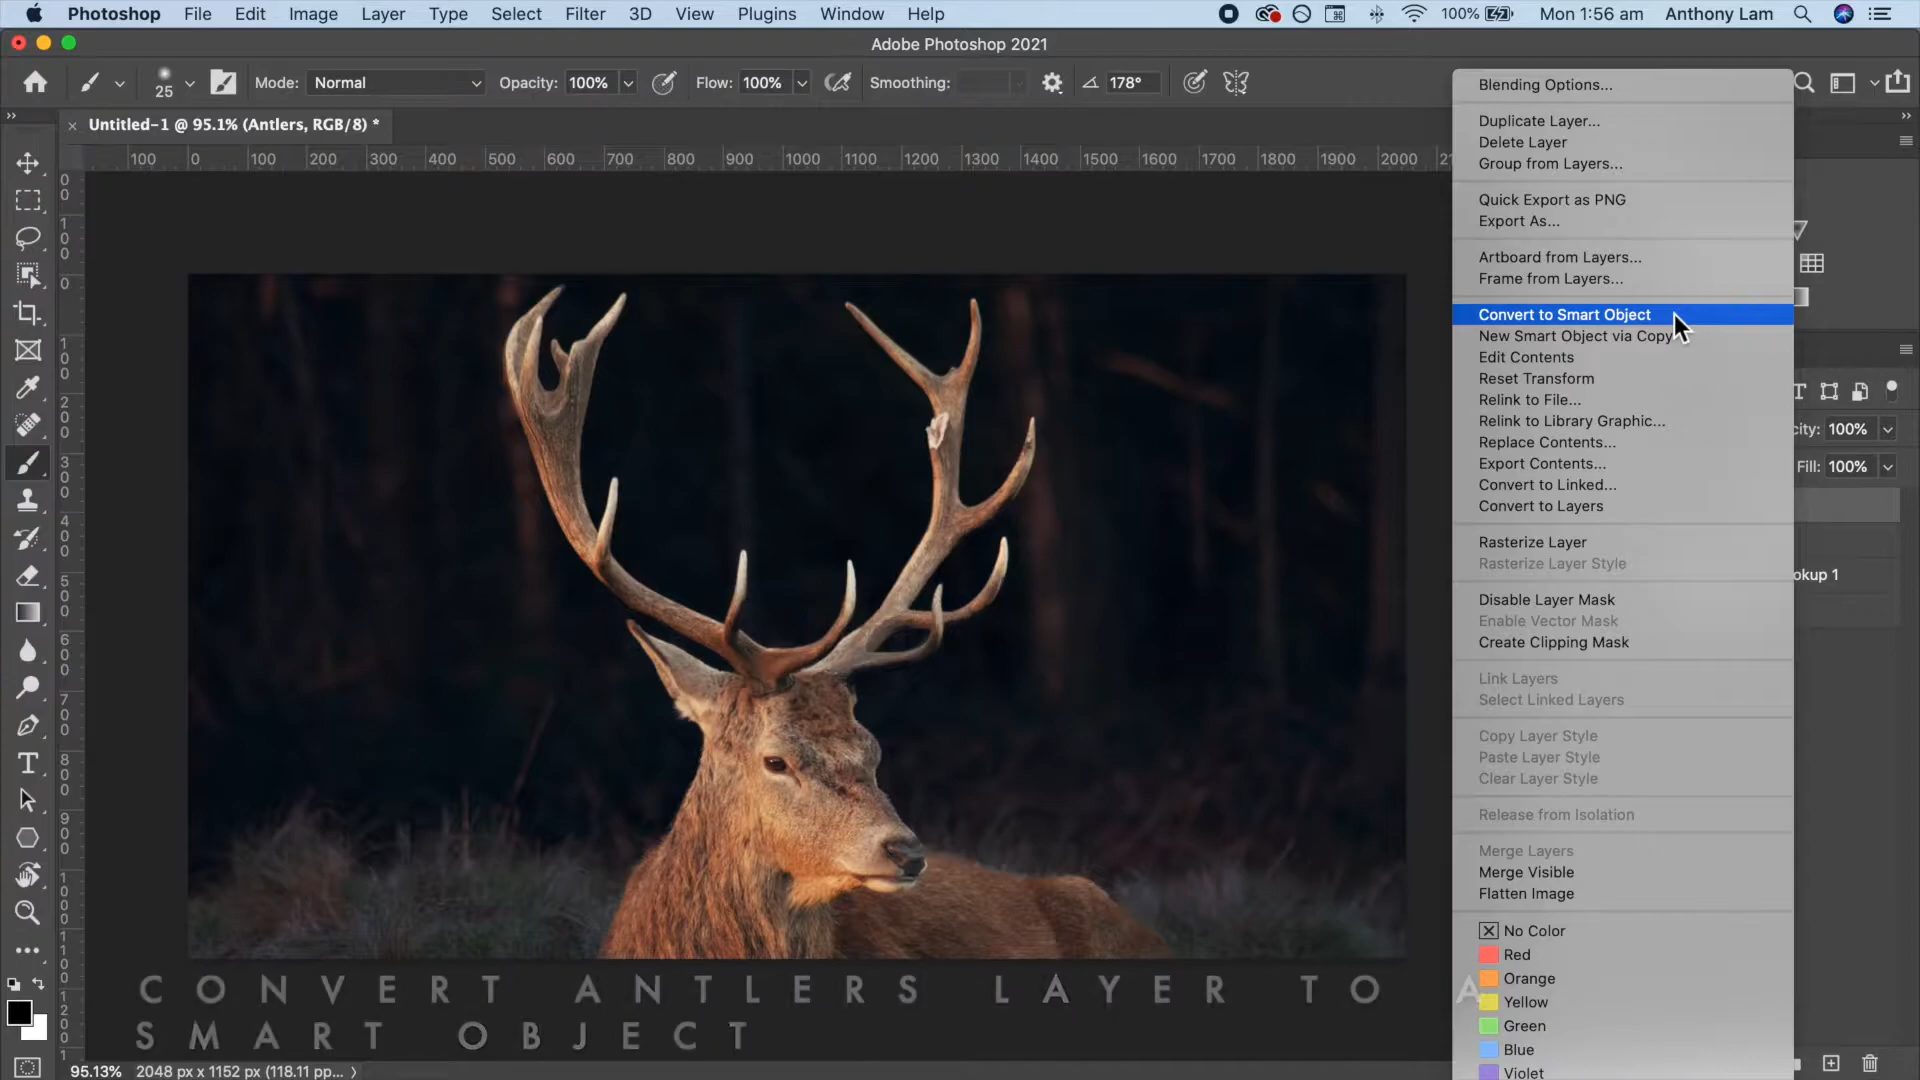 Photoshop File Edit Image Layer Type Select Filter 3D View Plugins Window Help 100% Mon 1:56 am Anthony Lam
Adobe Photoshop 2021
25 Mode: Normal Opacity: 100% Flow: 100% Smoothing: 178°
Untitled-1 @ 95.1% (Antlers, RGB/8) *
100 0 100 200 300 400 500 600 700 800 900 1000 1100 1200 1300 1400 1500 1600 1700 1800 1900 2000
Blending Options...
Duplicate Layer...
Delete Layer
Group from Layers...
Quick Export as PNG
Export As...
Artboard from Layers...
Frame from Layers...
Convert to Smart Object
New Smart Object via Copy
Edit Contents
Reset Transform
Relink to File...
Relink to Library Graphic...
Replace Contents...
Export Contents...
Convert to Linked...
Convert to Layers
Rasterize Layer
Rasterize Layer Style
Disable Layer Mask
Enable Vector Mask
Create Clipping Mask
Link Layers
Select Linked Layers
Copy Layer Style
Paste Layer Style
Clear Layer Style
Release from Isolation
Merge Layers
Merge Visible
Flatten Image
No Color
Red
Orange
Yellow
Green
Blue
Violet
city: 100%
Fill: 100%
okup 1
CONVERT ANTLERS LAYER TO A
SMART OBJECT
95.13% 2048 px x 1152 px (118.11 pp...